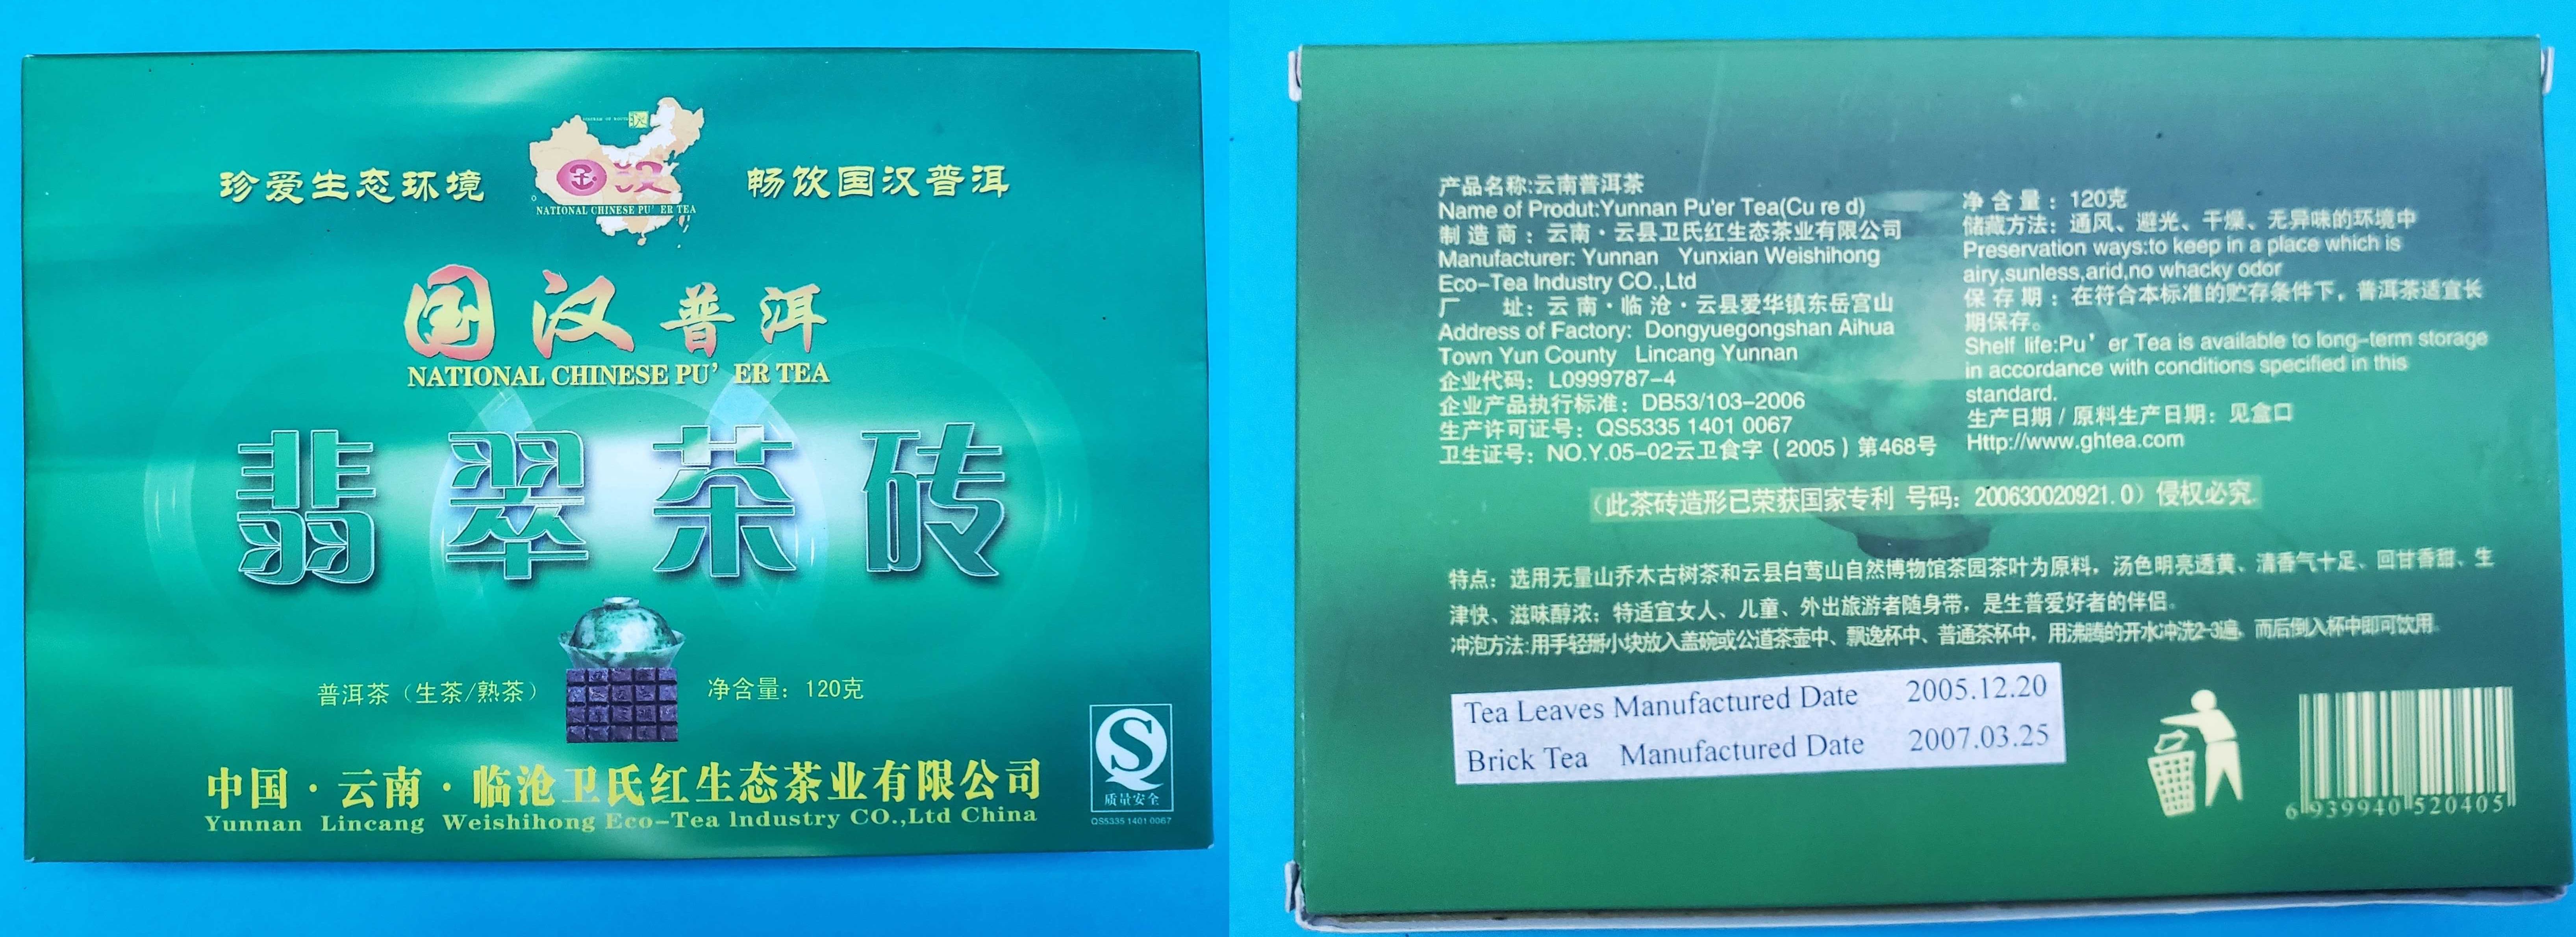 珍爱生态环境
畅饮国汉普洱
国汉
NATIONAL CHINESE PU' ER TEA
国汉普洱
NATIONAL CHINESE PU' ER TEA
翡翠茶砖
普洱茶（生茶/熟茶）
净含量：120克
中国·云南·临沧卫氏红生态茶业有限公司
Yunnan Lincang Weishihong Eco-Tea Industry CO.,Ltd China
质量安全
QS5335 1401 0067
产品名称:云南普洱茶
Name of Produt:Yunnan Pu'er Tea(Cu re d)
制造商：云南·云县卫氏红生态茶业有限公司
Manufacturer: Yunnan Yunxian Weishihong
Eco-Tea Industry CO.,Ltd
厂 址：云南·临沧·云县爱华镇东岳宫山
Address of Factory: Dongyuegongshan Aihua
Town Yun County Lincang Yunnan
企业代码：L0999787-4
企业产品执行标准：DB53/103-2006
生产许可证号：QS5335 1401 0067
卫生证号：NO.Y.05-02云卫食字（2005）第468号
净含量：120克
储藏方法：通风、避光、干燥、无异味的环境中
Preservation ways:to keep in a place which is
airy,sunless,arid,no whacky odor
保存期：在符合本标准的贮存条件下，普洱茶适宜长
期保存。
Shelf life:Pu' er Tea is available to long-term storage
in accordance with conditions specified in this
standard.
生产日期/原料生产日期：见盒口
Http://www.ghtea.com
（此茶砖造形已荣获国家专利 号码：200630020921.0）侵权必究.
特点：选用无量山乔木古树茶和云县白莺山自然博物馆茶园茶叶为原料，汤色明亮透黄、清香气十足、回甘香甜、生
津快、滋味醇浓；特适宜女人、儿童、外出旅游者随身带，是生普爱好者的伴侣。
冲泡方法:用手轻掰小块放入盖碗或公道茶壶中、飘逸杯中、普通茶杯中，用沸腾的开水冲洗2-3遍，而后倒入杯中即可饮用.
Tea Leaves Manufactured Date 2005.12.20
Brick Tea Manufactured Date 2007.03.25
6 939940 520405